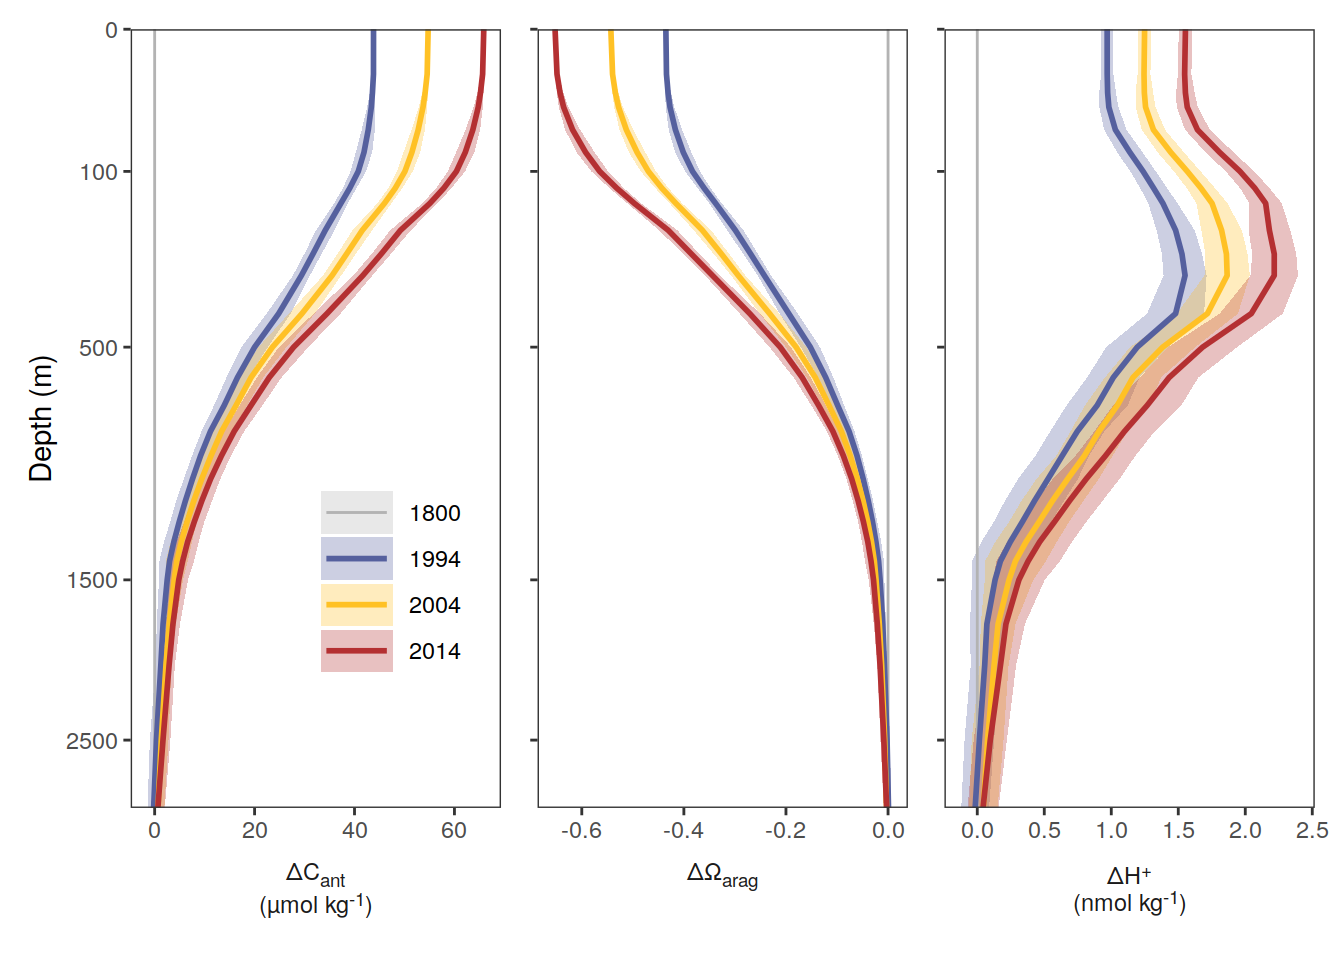 0
100
500
1500
2500
Depth (m)
1800
1994
2004
2014
0 20 40 60
-0.6 -0.4 -0.2 0.0
0.0 0.5 1.0 1.5 2.0 2.5
ΔCant
(μmol kg-1)
ΔΩarag
ΔH+
(nmol kg-1)